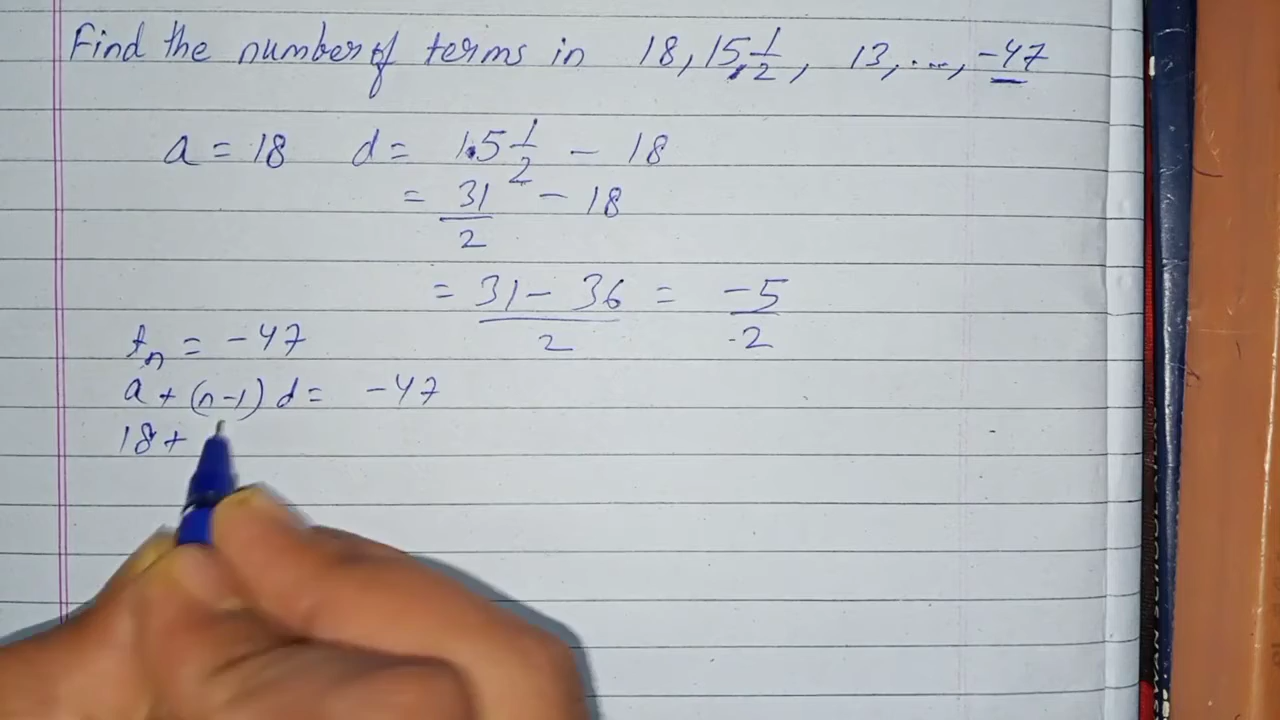 Find the number of terms in 18, 15 1/2, 13, ..., -47
a = 18 d = 15 1/2 - 18
= 31/2 - 18
= 31 - 36 / 2 = -5/2
tn = -47
a + (n-1) d = -47
18 +